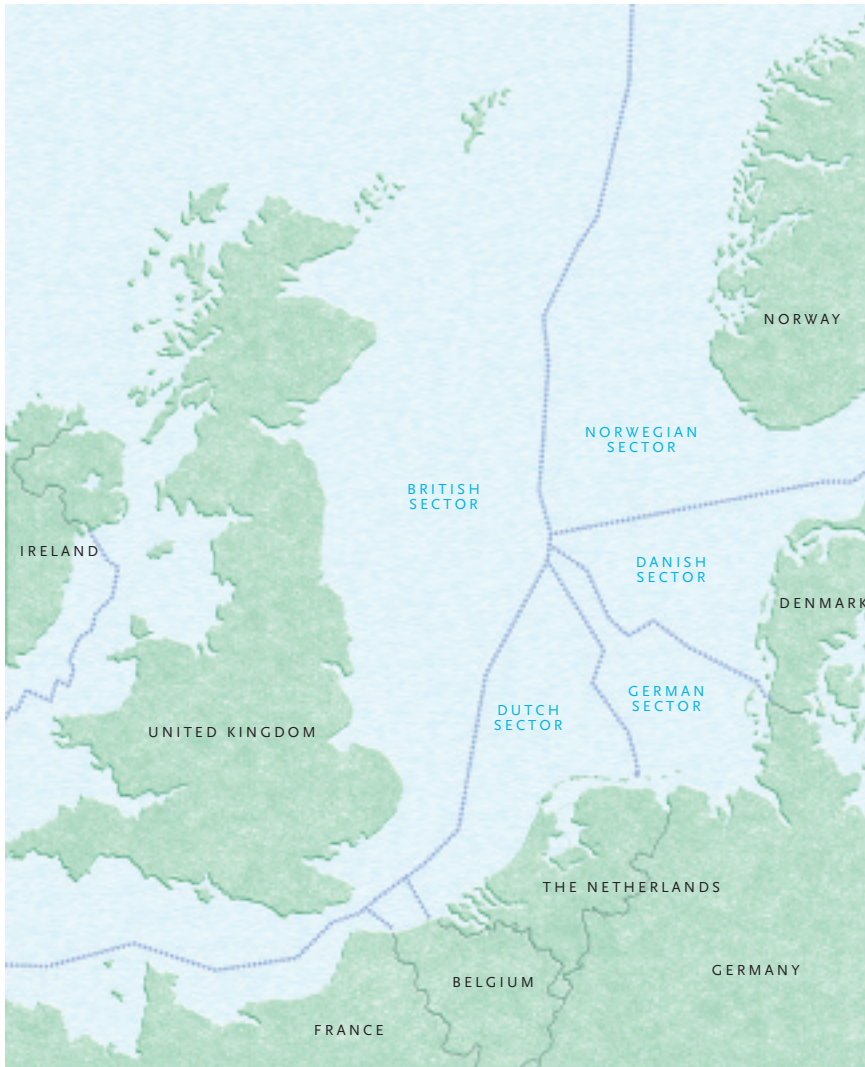 NORWAY
NORWEGIAN
SECTOR
BRITISH
SECTOR
IRELAND
DANISH
SECTOR
DENMARK
GERMAN
SECTOR
DUTCH
SECTOR
UNITED KINGDOM
THE NETHERLANDS
GERMANY
BELGIUM
FRANCE